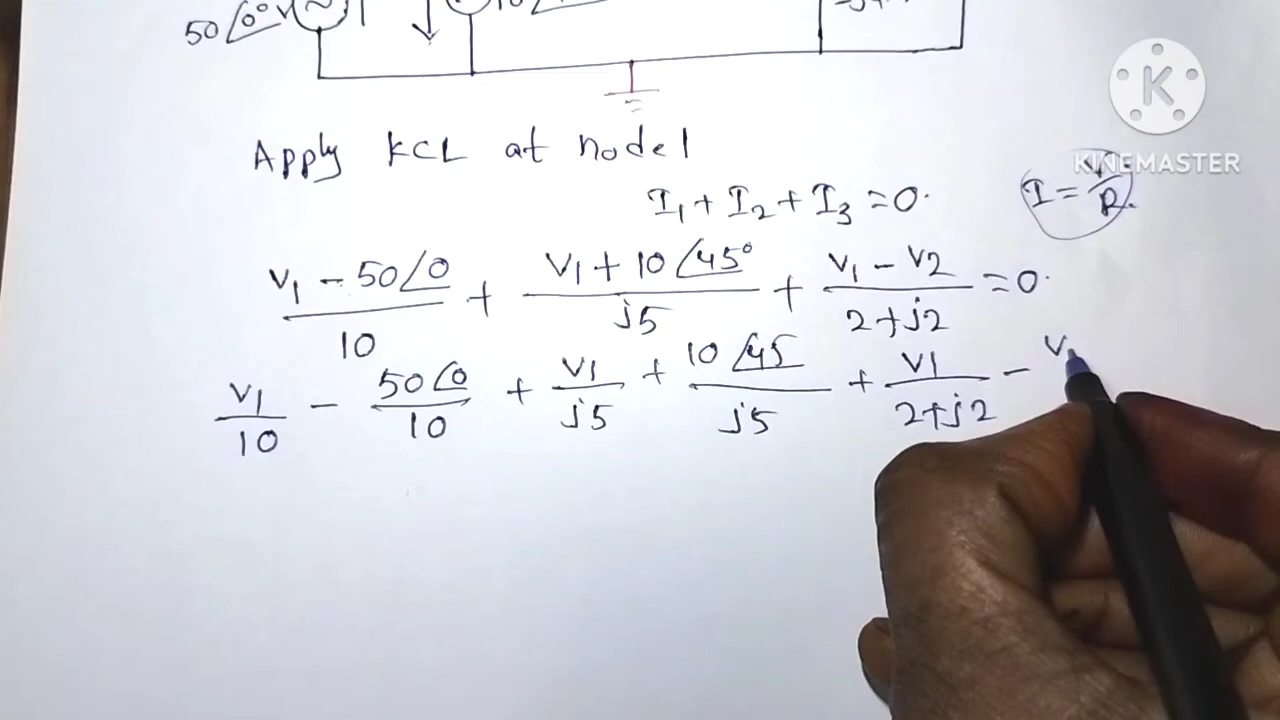 50∠0° V
10
Apply KCL at node 1
I₁ + I₂ + I₃ = 0.
I = V/R.
(V₁ - 50∠0)/10 + (V₁ + 10∠45°)/j5 + (V₁ - V2)/(2+j2) = 0.
V₁/10 - 50∠0/10 + V₁/j5 + 10∠45/j5 + V₁/(2+j2) - V
K
KINEMASTER